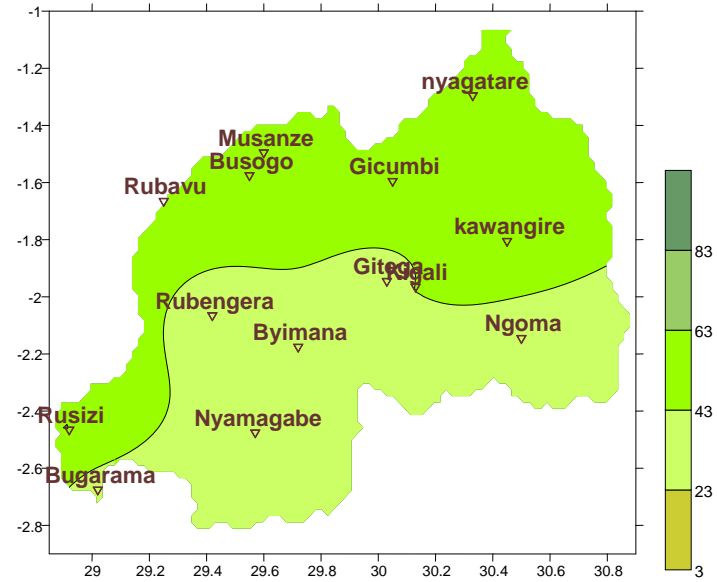 -1.2
-1.4
-1.6
-1.8
-2
-2.2
-2.4
-2.6
-2.8
nyagatare
Musanze
Busogo
Gicumbi
Rubavu
kawangire
Gitega
Kigali
Rubengera
Byimana
Ngoma
Rusizi
Nyamagabe
Bugarama
29 29.2 29.4 29.6 29.8 30.0 30.2 30.4 30.6 30.8
83
63
43
23
3